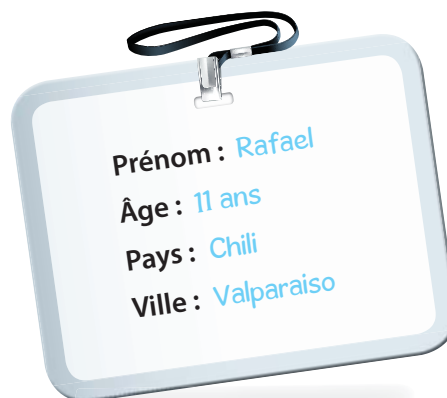 Prénom : Rafael
Âge : 11 ans
Pays : Chili
Ville : Valparaiso